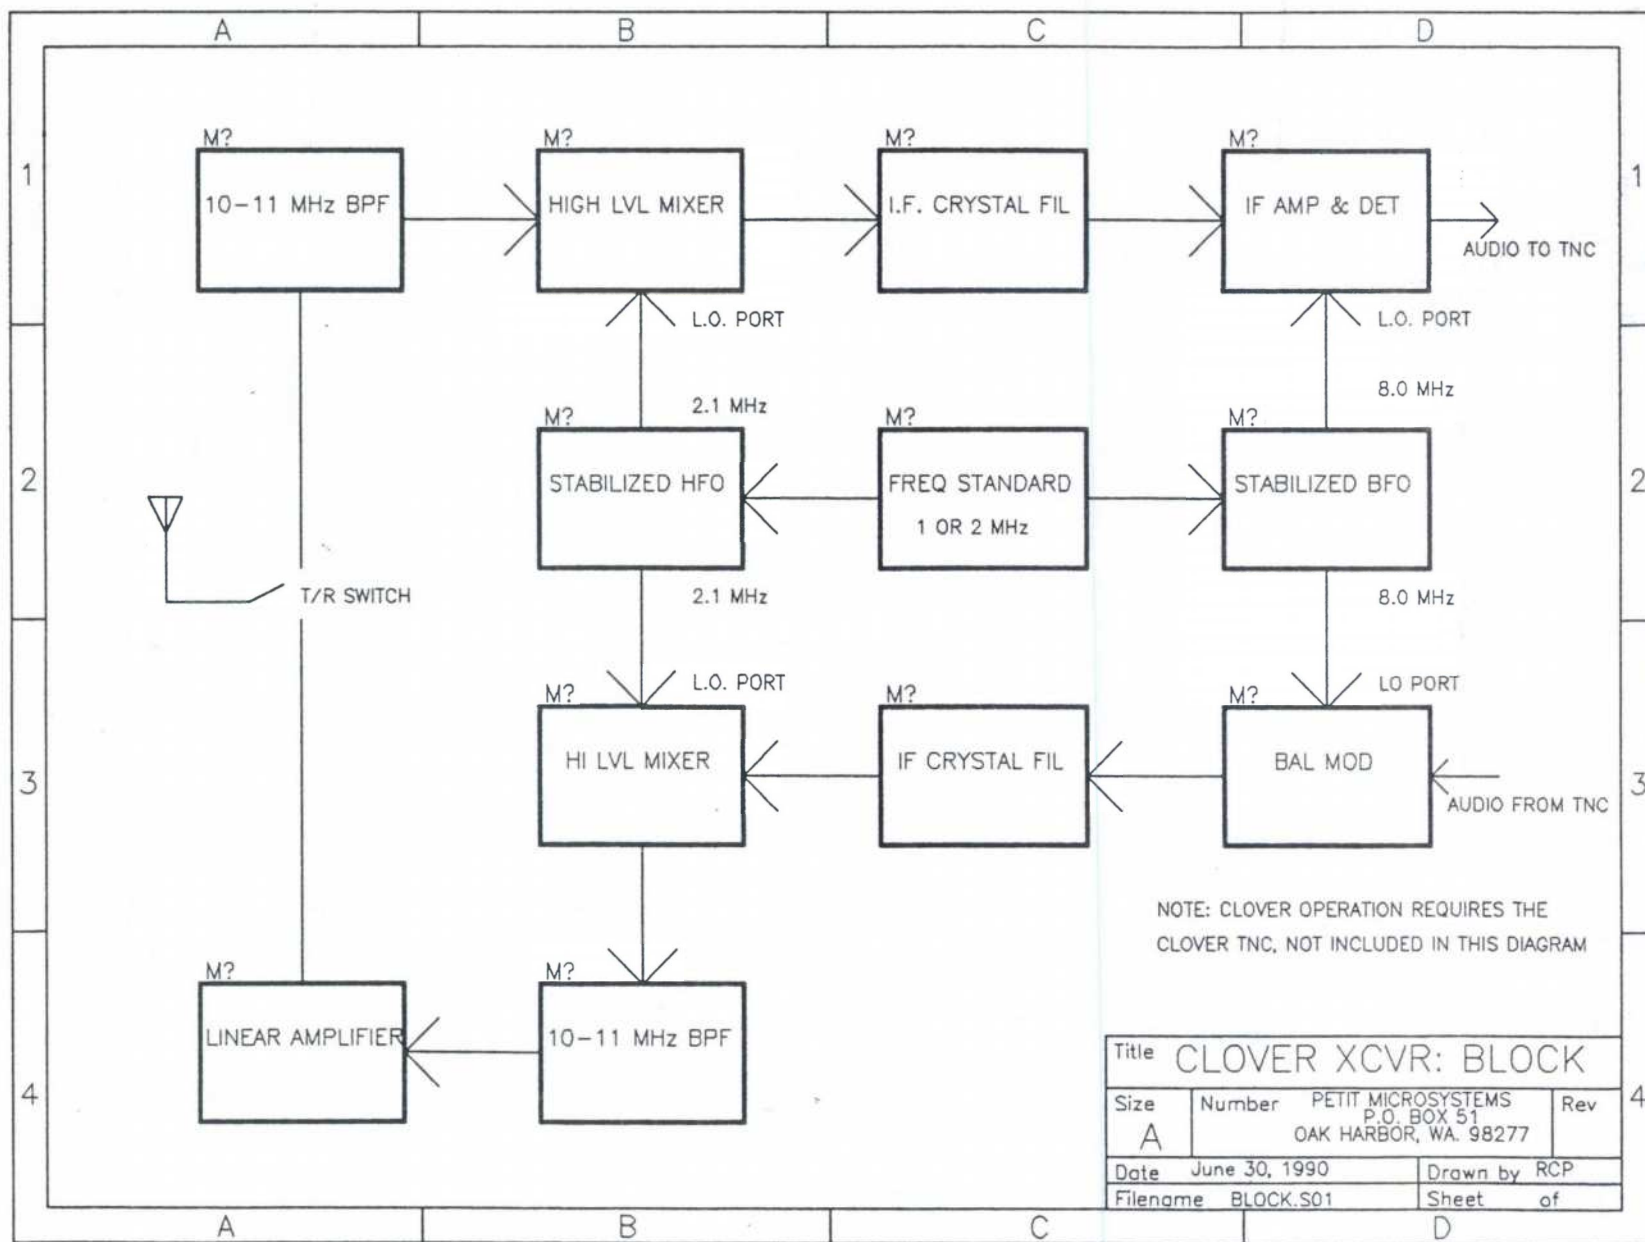 A B C D
1 1
M? M? M? M?
10-11 MHz BPF
HIGH LVL MIXER
I.F. CRYSTAL FIL
IF AMP & DET
AUDIO TO TNC
L.O. PORT
L.O. PORT
2.1 MHz
8.0 MHz
2 2
M? M? M?
STABILIZED HFO
FREQ STANDARD
1 OR 2 MHz
STABILIZED BFO
T/R SWITCH
2.1 MHz
8.0 MHz
L.O. PORT
LO PORT
3 3
M? M? M?
HI LVL MIXER
IF CRYSTAL FIL
BAL MOD
AUDIO FROM TNC
NOTE: CLOVER OPERATION REQUIRES THE
CLOVER TNC, NOT INCLUDED IN THIS DIAGRAM
4 4
M? M?
LINEAR AMPLIFIER
10-11 MHz BPF
Title CLOVER XCVR: BLOCK
Size A
Number PETIT MICROSYSTEMS
P.O. BOX 51
OAK HARBOR, WA. 98277
Rev
Date June 30, 1990
Drawn by RCP
Filename BLOCK.S01
Sheet of
A B C D